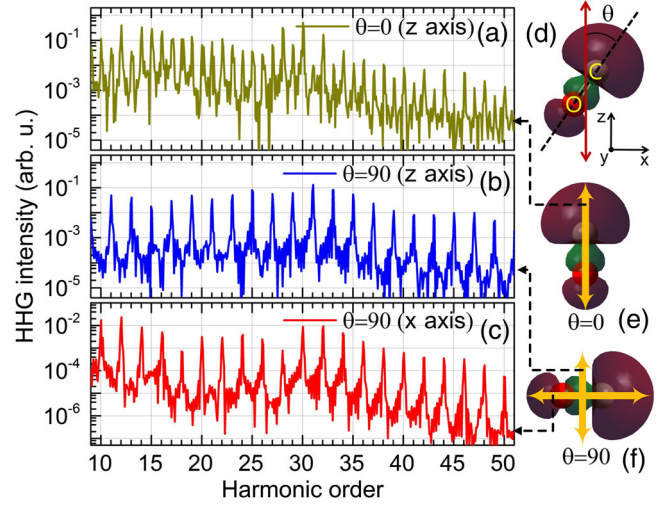 HHG intensity (arb. u.)
10⁻¹
10⁻³
10⁻⁵
θ=0 (z axis)
(a)
10⁻¹
10⁻³
10⁻⁵
θ=90 (z axis)
(b)
10⁻²
10⁻⁴
10⁻⁶
θ=90 (x axis)
(c)
10 15 20 25 30 35 40 45 50
Harmonic order
(d)
θ
C
O
z
y
x
θ=0
(e)
θ=90
(f)